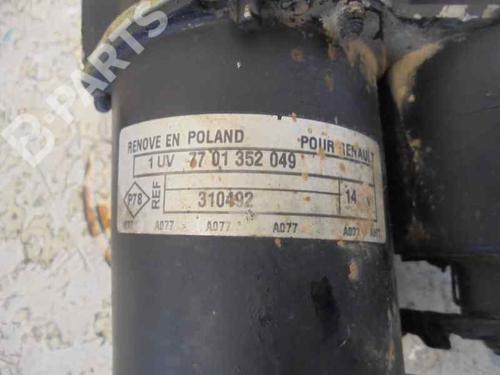 B-PARTS
RENOVE EN POLAND POUR RENAULT
1 UV 77 01 352 049
P78 REF 310492 14 V
A077 A077 A077 A077